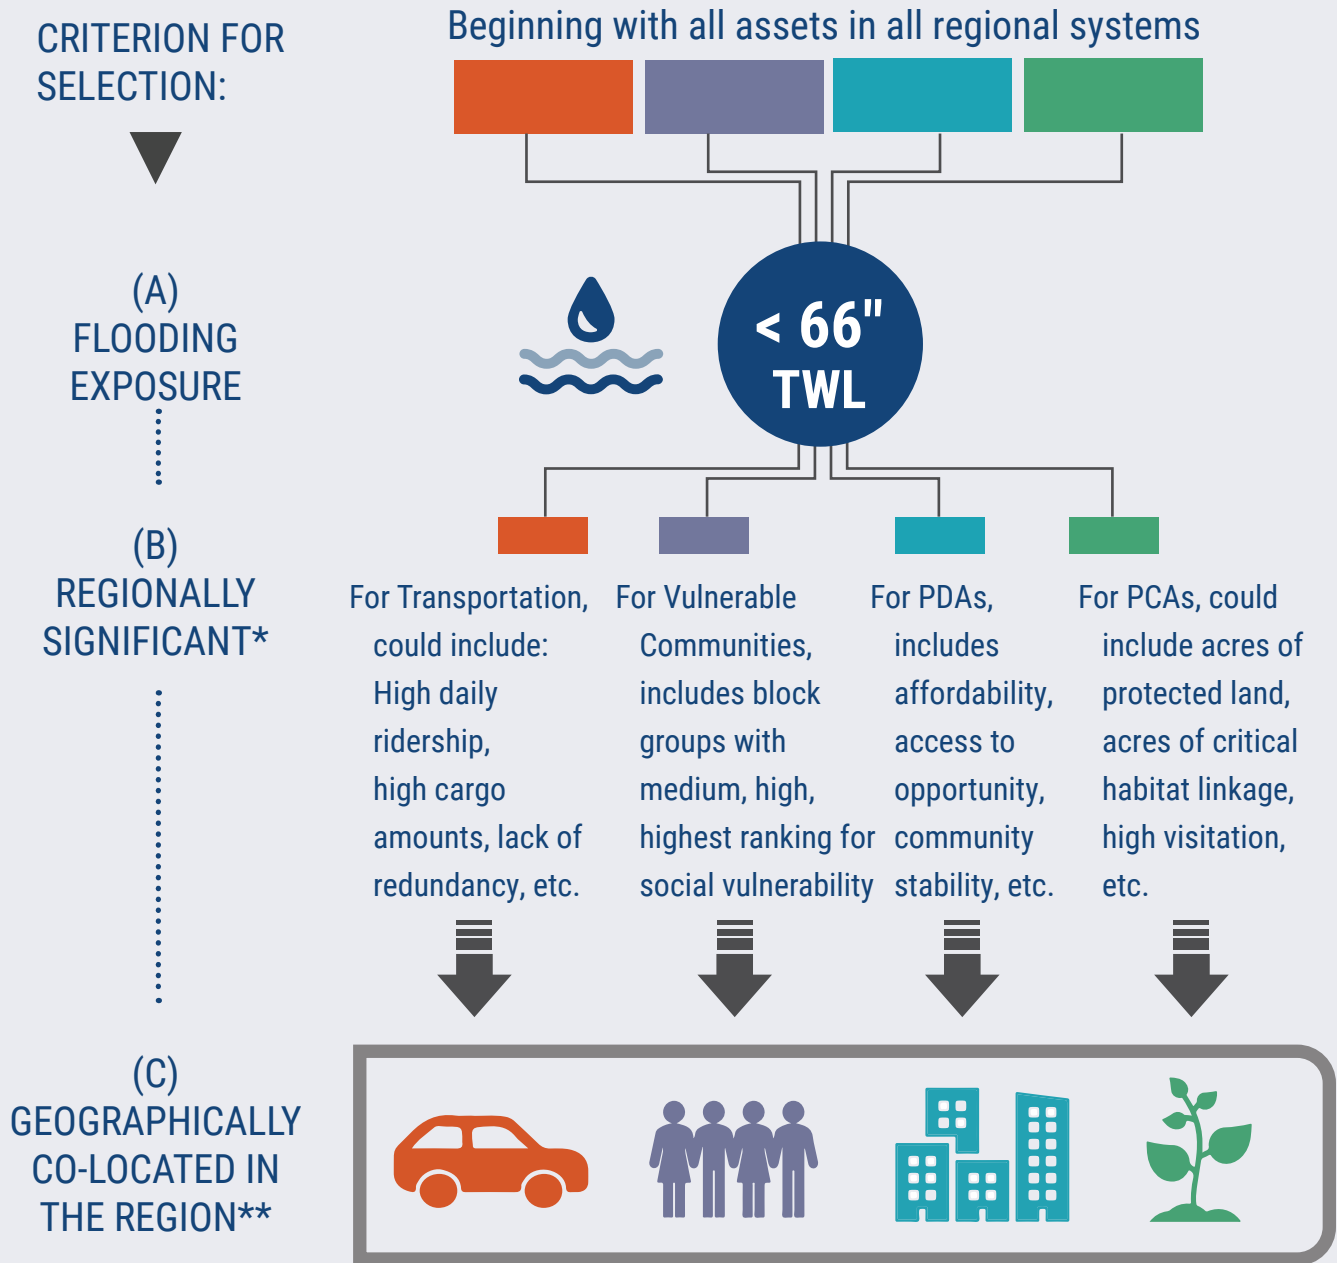 CRITERION FOR
SELECTION:
Beginning with all assets in all regional systems
(A)
FLOODING
EXPOSURE
< 66"
TWL
(B)
REGIONALLY
SIGNIFICANT*
For Transportation,
could include:
High daily
ridership,
high cargo
amounts, lack of
redundancy, etc.
For Vulnerable
Communities,
includes block
groups with
medium, high,
highest ranking for
social vulnerability
For PDAs,
includes
affordability,
access to
opportunity,
community
stability, etc.
For PCAs, could
include acres of
protected land,
acres of critical
habitat linkage,
high visitation,
etc.
(C)
GEOGRAPHICALLY
CO-LOCATED IN
THE REGION**